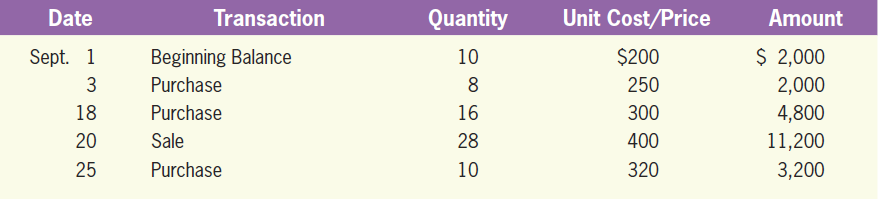 Date Transaction Quantity Unit Cost/Price Amount
Sept. 1 Beginning Balance 10 $200 $ 2,000
3 Purchase 8 250 2,000
18 Purchase 16 300 4,800
20 Sale 28 400 11,200
25 Purchase 10 320 3,200